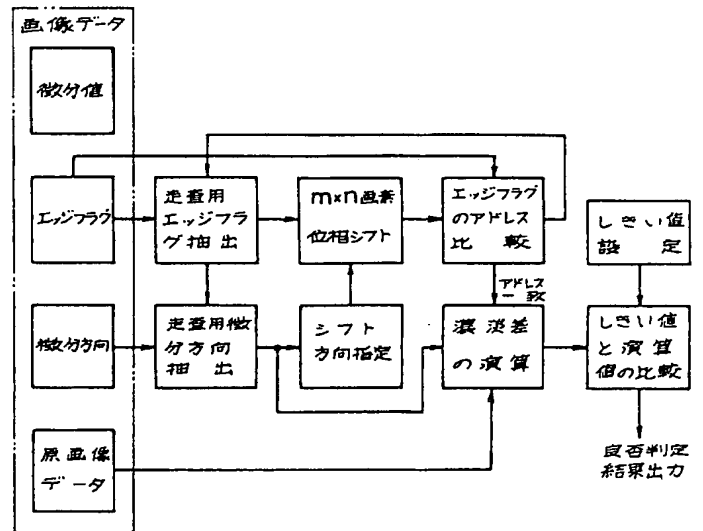 画像データ
微分値
エッジフラグ
走査用
エッジフラ
グ抽出
m×n画素
位相シフト
エッジフラグ
のアドレス
比較
しきい値
設定
アドレス
一致
微分方向
走査用微
分方向
抽出
シフト
方向指定
濃淡差
の演算
しきい値
と演算
値の比較
原画像
データ
良否判定
結果出力